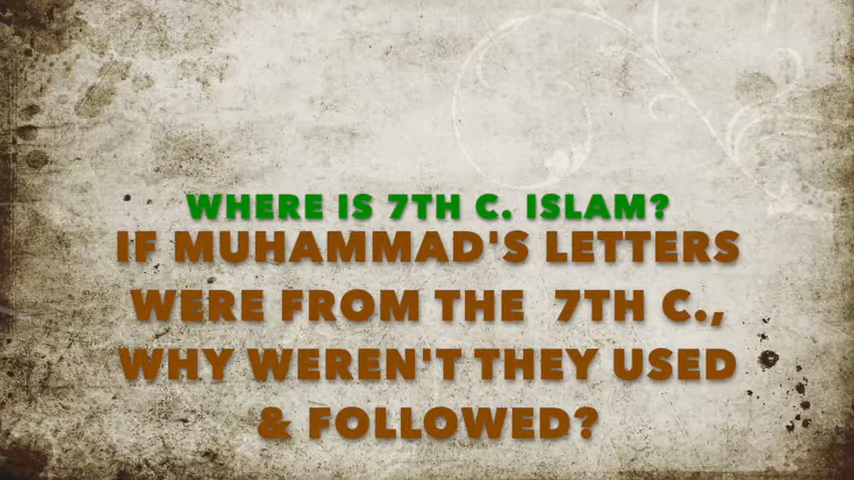 WHERE IS 7TH C. ISLAM?
IF MUHAMMAD'S LETTERS
WERE FROM THE 7TH C.,
WHY WEREN'T THEY USED
& FOLLOWED?